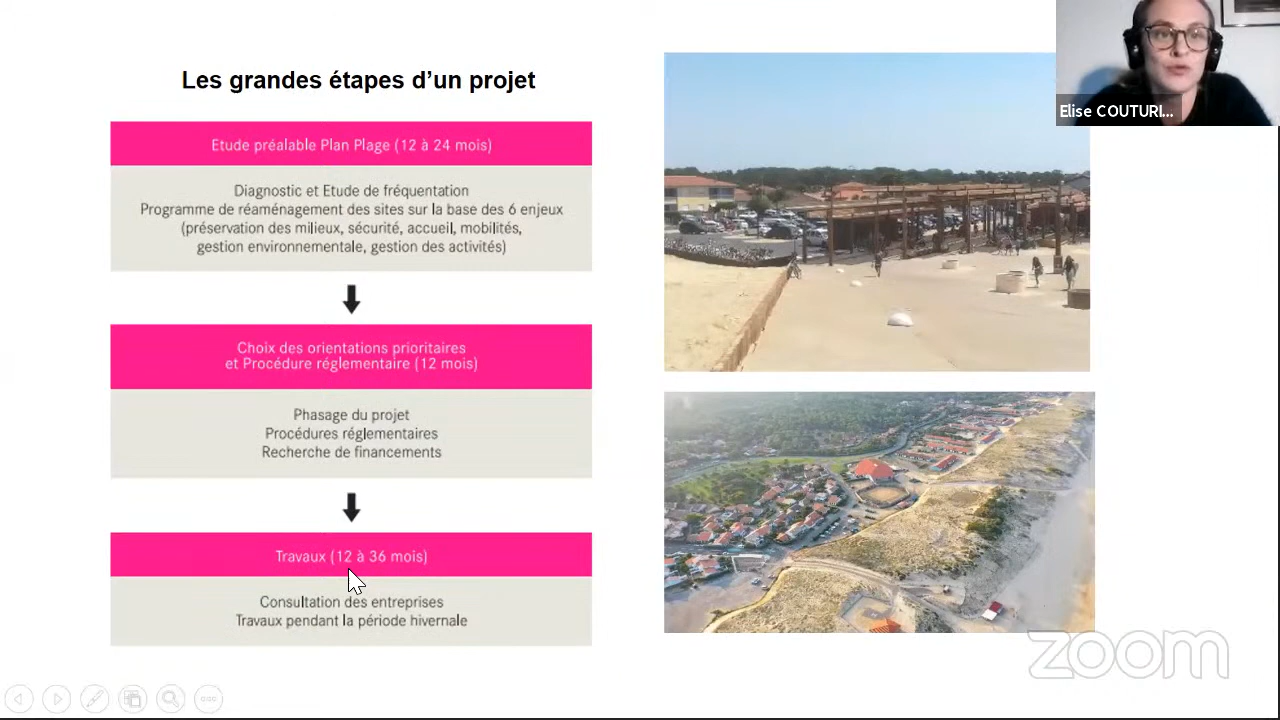 Les grandes étapes d’un projet
Etude préalable Plan Plage (12 à 24 mois)
Diagnostic et Etude de fréquentation
Programme de réaménagement des sites sur la base des 6 enjeux
(préservation des milieux, sécurité, accueil, mobilités,
gestion environnementale, gestion des activités)
Choix des orientations prioritaires
et Procédure réglementaire (12 mois)
Phasage du projet
Procédures réglementaires
Recherche de financements
Travaux (12 à 36 mois)
Consultation des entreprises
Travaux pendant la période hivernale
Elise COUTURI...
zoom